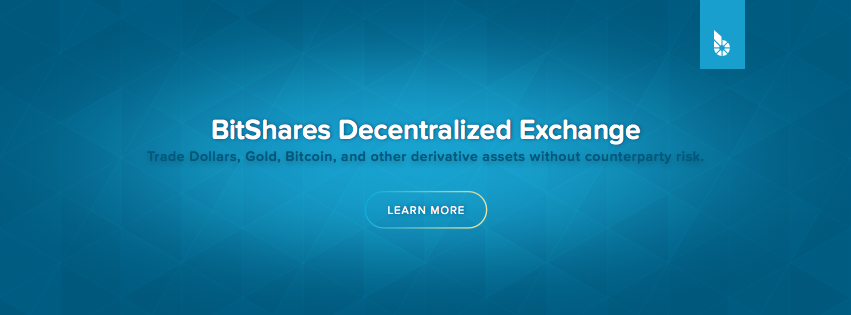 BitShares Decentralized Exchange
Trade Dollars, Gold, Bitcoin, and other derivative assets without counterparty risk.
LEARN MORE